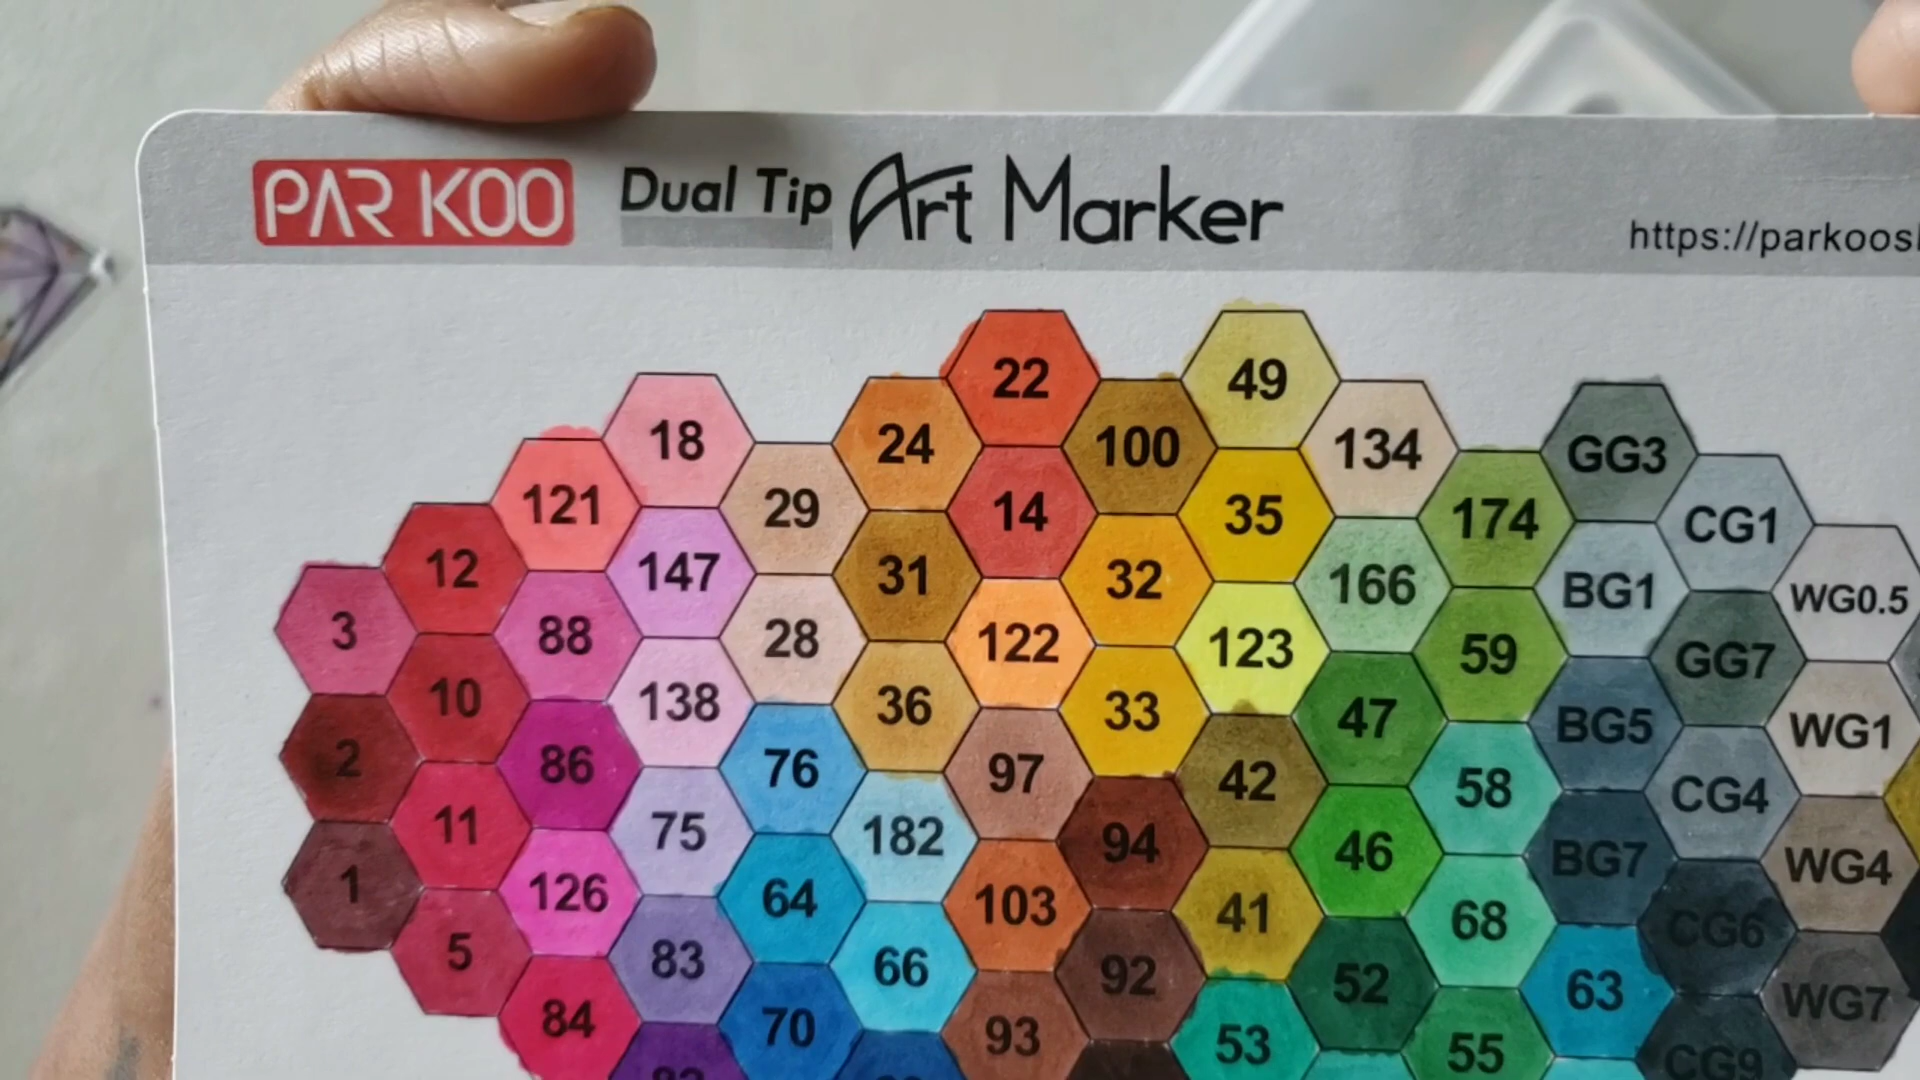 PARKOO Dual Tip Art Marker
https://parkoos
22 49
18 24 100 134 GG3
121 29 14 35 174 CG1
12 147 31 32 166 BG1 WG0.5
3 88 28 122 123 59 GG7
10 138 36 33 47 BG5 WG1
2 86 76 97 42 58 CG4
11 75 182 94 46 BG7 WG4
1 126 64 103 41 68 CG6
5 83 66 92 52 63 WG7
84 70 93 53 55 CG9